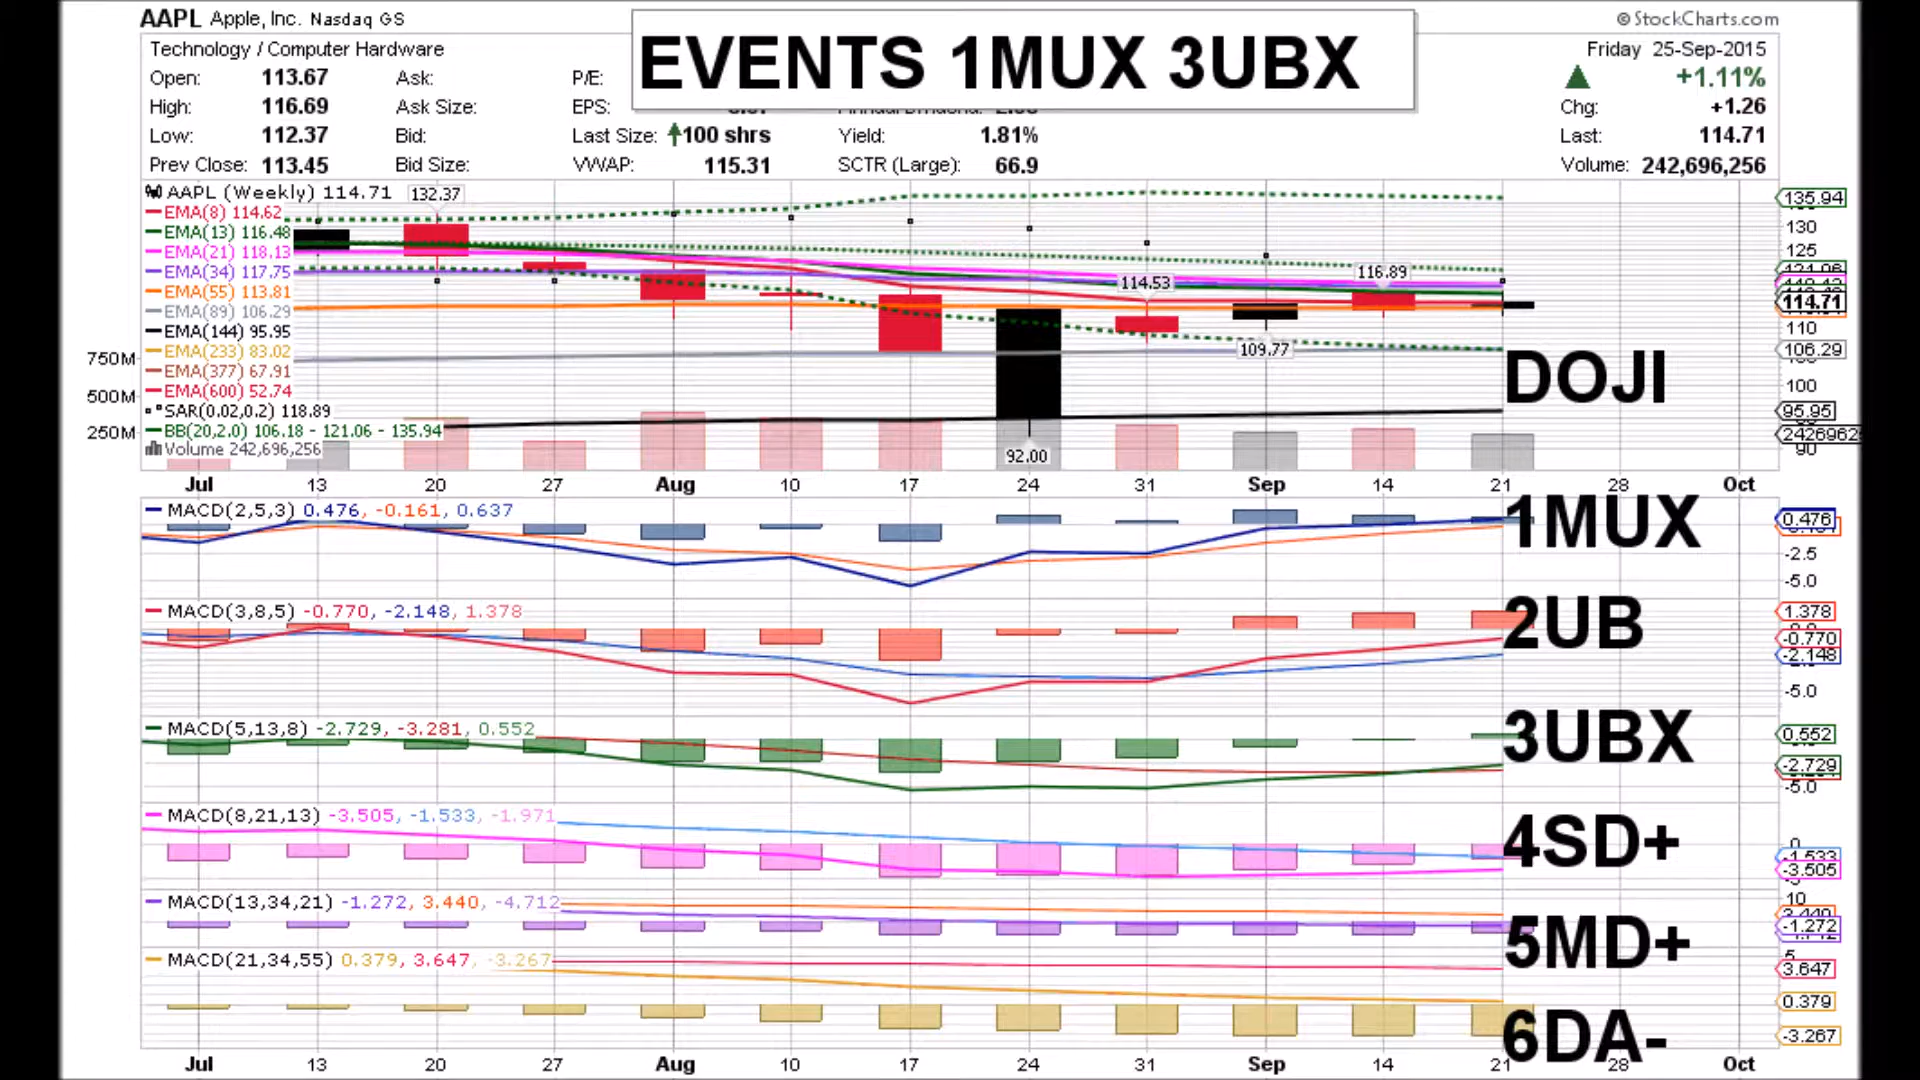 AAPL Apple, Inc. Nasdaq GS
EVENTS 1MUX 3UBX
© StockCharts.com
Technology / Computer Hardware
Friday 25-Sep-2015
Open: 113.67 Ask: P/E:
+1.11%
High: 116.69 Ask Size: EPS:
Chg: +1.26
Low: 112.37 Bid: Last Size: 100 shrs Yield: 1.81%
Last: 114.71
Prev Close: 113.45 Bid Size: VWAP: 115.31 SCTR (Large): 66.9
Volume: 242,696,256
AAPL (Weekly) 114.71
132.37
EMA(8) 114.62
EMA(13) 116.48
EMA(21) 118.13
EMA(34) 117.75
EMA(55) 113.81
EMA(89) 106.29
EMA(144) 95.95
EMA(233) 83.02
EMA(377) 67.91
EMA(600) 52.74
SAR(0.02,0.2) 118.89
BB(20,2.0) 106.18 - 121.06 - 135.94
Volume 242,696,256
750M
500M
250M
114.53
116.89
109.77
92.00
135.94
130
125
121.06
114.71
110
106.29
100
95.95
90
DOJI
Jul 13 20 27 Aug 10 17 24 31 Sep 14 21 28 Oct
MACD(2,5,3) 0.476, -0.161, 0.637
1MUX
0.476
-2.5
-5.0
MACD(3,8,5) -0.770, -2.148, 1.378
2UB
1.378
-0.770
-2.148
-5.0
MACD(5,13,8) -2.729, -3.281, 0.552
3UBX
0.552
-2.729
-5.0
MACD(8,21,13) -3.505, -1.533, -1.971
4SD+
0
-1.533
-3.505
MACD(13,34,21) -1.272, 3.440, -4.712
5MD+
10
3.440
-1.272
MACD(21,34,55) 0.379, 3.647, -3.267
6DA-
5
3.647
0.379
-3.267
Jul 13 20 27 Aug 10 17 24 31 Sep 14 21 28 Oct